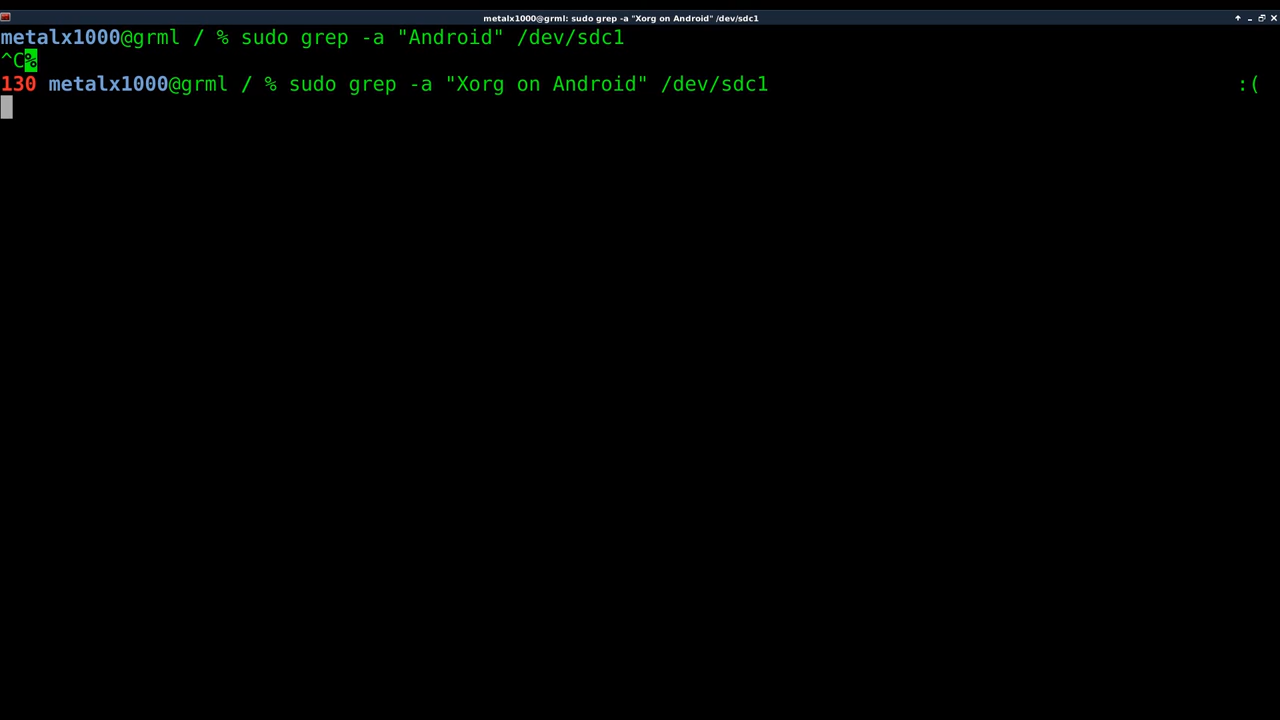 metalx1000@grml: sudo grep -a "Xorg on Android" /dev/sdc1
metalx1000@grml / % sudo grep -a "Android" /dev/sdc1
^C%
130 metalx1000@grml / % sudo grep -a "Xorg on Android" /dev/sdc1 :(